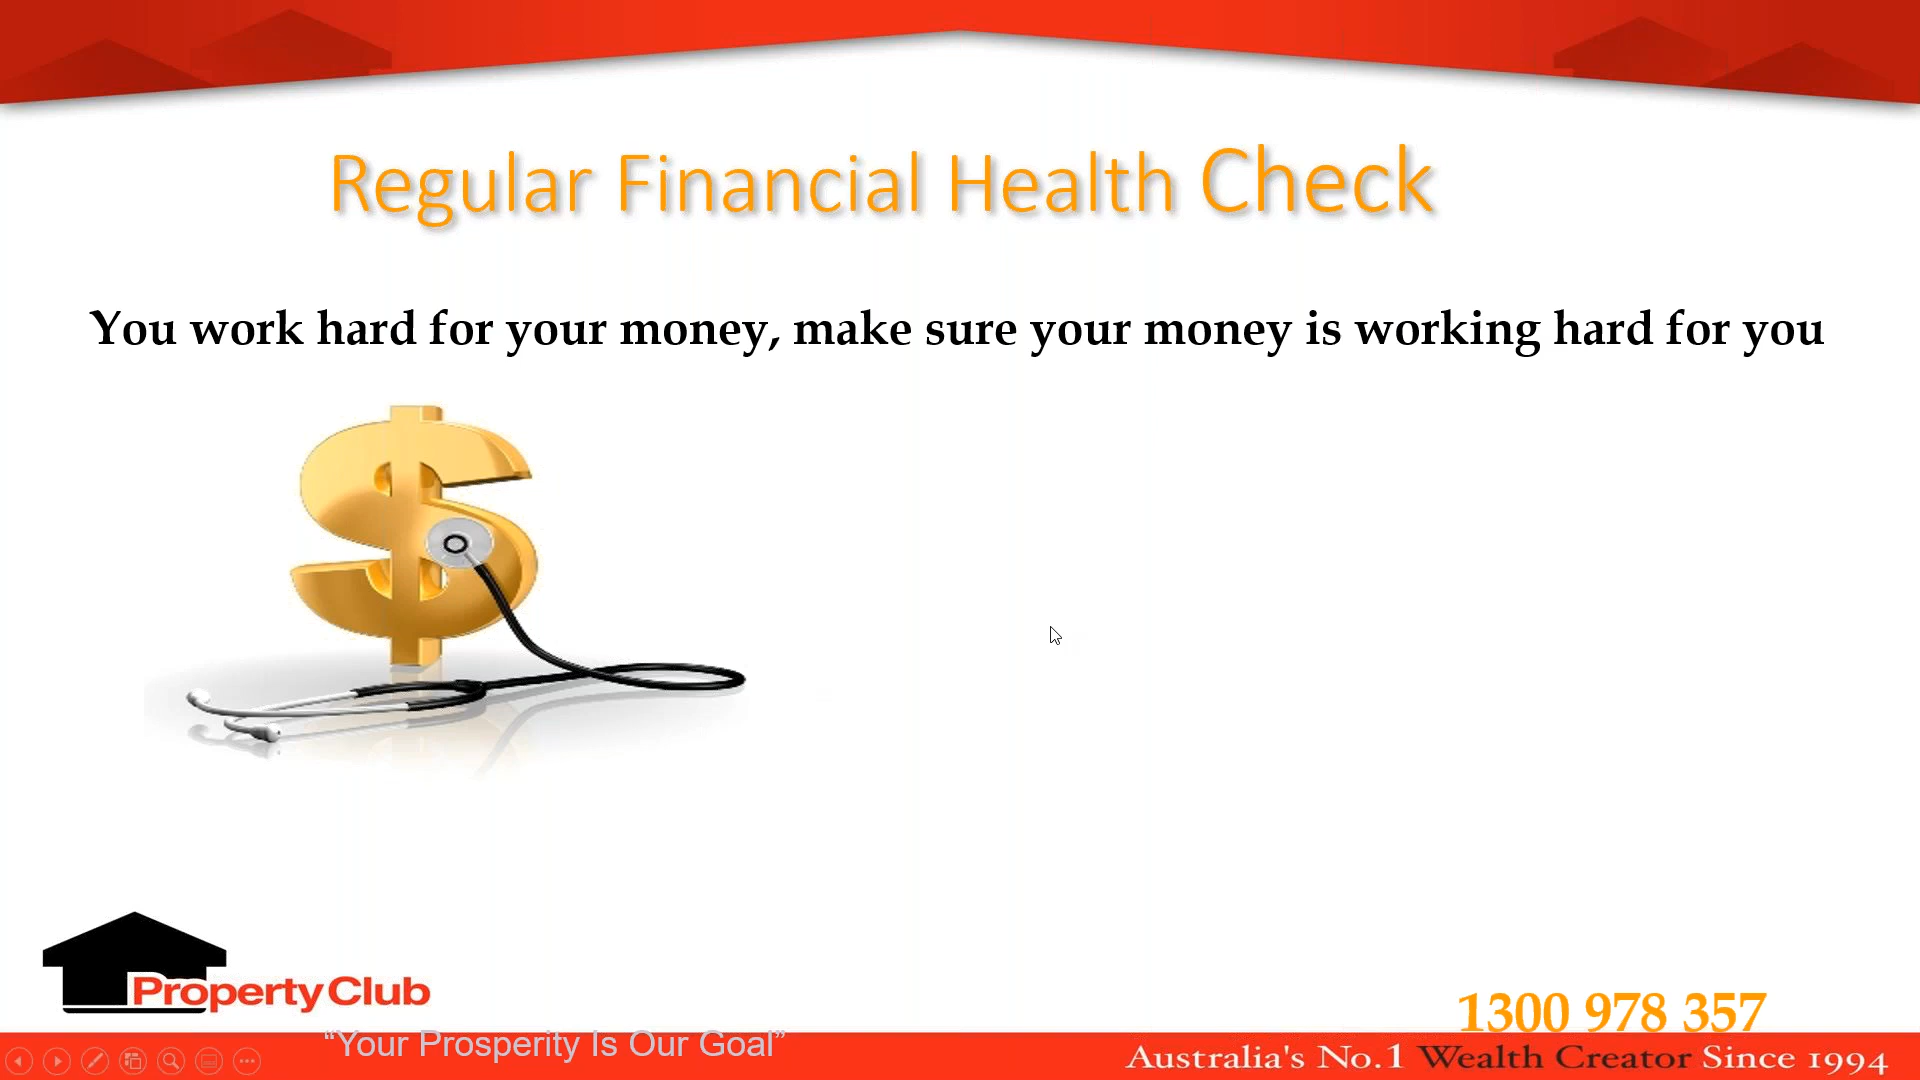 Regular Financial Health Check
You work hard for your money, make sure your money is working hard for you
PropertyClub
1300 978 357
“Your Prosperity Is Our Goal”
Australia's No.1 Wealth Creator Since 1994